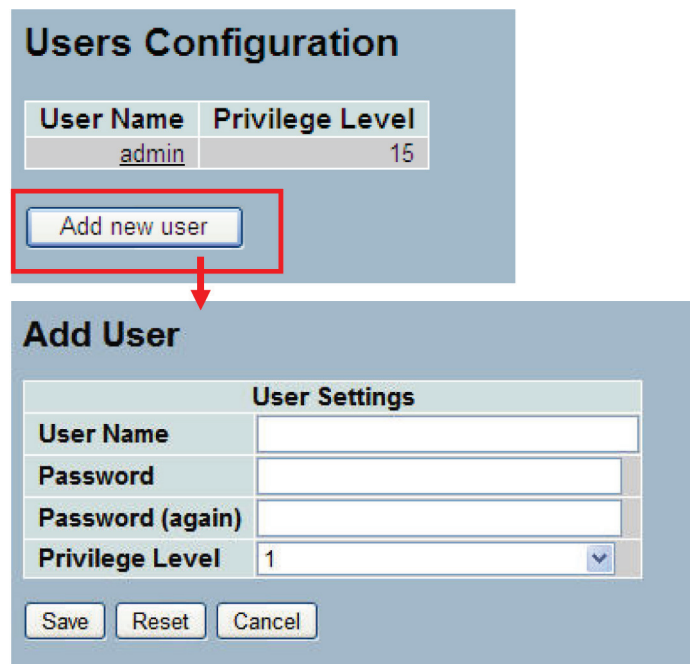 Users Configuration
User Name Privilege Level
admin 15
Add new user
Add User
User Settings
User Name
Password
Password (again)
Privilege Level 1
Save Reset Cancel